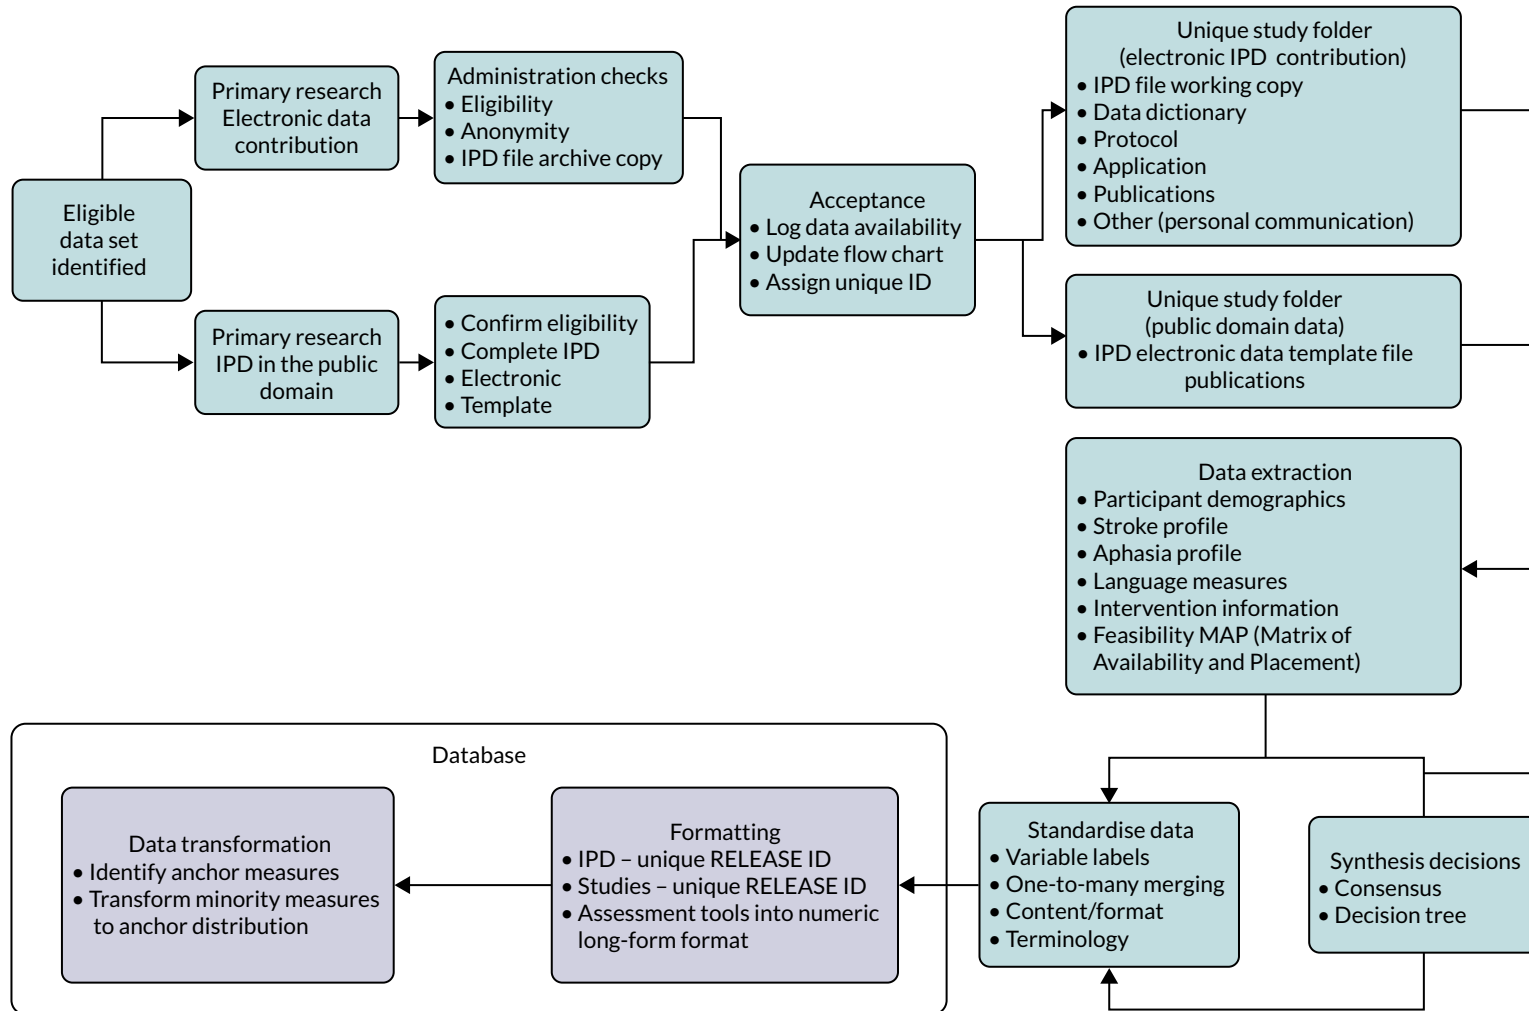 Eligible
data set
identified
Primary research
Electronic data
contribution
Primary research
IPD in the public
domain
Administration checks
• Eligibility
• Anonymity
• IPD file archive copy
• Confirm eligibility
• Complete IPD
• Electronic
• Template
Acceptance
• Log data availability
• Update flow chart
• Assign unique ID
Unique study folder
(electronic IPD contribution)
• IPD file working copy
• Data dictionary
• Protocol
• Application
• Publications
• Other (personal communication)
Unique study folder
(public domain data)
• IPD electronic data template file
publications
Data extraction
• Participant demographics
• Stroke profile
• Aphasia profile
• Language measures
• Intervention information
• Feasibility MAP (Matrix of
Availability and Placement)
Synthesis decisions
• Consensus
• Decision tree
Standardise data
• Variable labels
• One-to-many merging
• Content/format
• Terminology
Database
Formatting
• IPD – unique RELEASE ID
• Studies – unique RELEASE ID
• Assessment tools into numeric
long-form format
Data transformation
• Identify anchor measures
• Transform minority measures
to anchor distribution